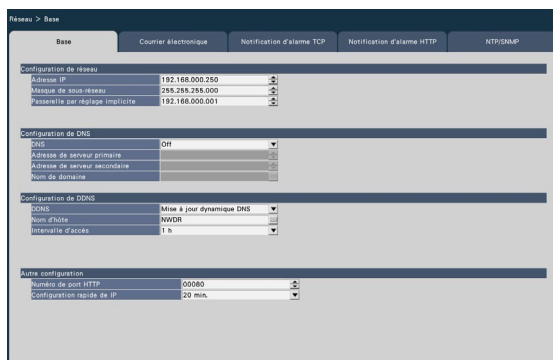 Réseau > Base
Base Courrier électronique Notification d'alarme TCP Notification d'alarme HTTP NTP/SNMP
Configuration de réseau
Adresse IP 192.168.000.250
Masque de sous-réseau 255.255.255.000
Passerelle par réglage implicite 192.168.000.001
Configuration de DNS
DNS Off
Adresse de serveur primaire
Adresse de serveur secondaire
Nom de domaine
Configuration de DDNS
DDNS Mise à jour dynamique DNS
Nom d'hôte NWDR
Intervalle d'accès 1 h
Autre configuration
Numéro de port HTTP 00080
Configuration rapide de IP 20 min.